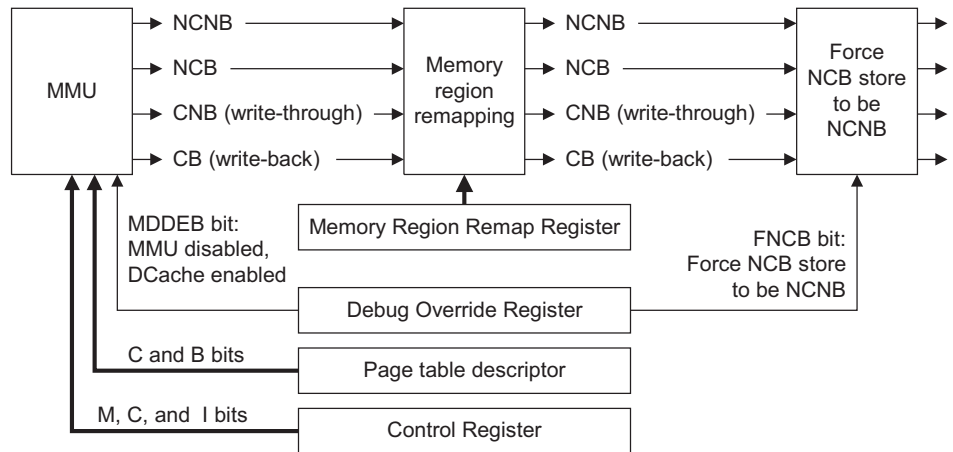 NCNB
NCB
CNB (write-through)
CB (write-back)
MMU
Memory
region
remapping
NCNB
NCB
CNB (write-through)
CB (write-back)
Force
NCB store
to be
NCNB
MDDEB bit:
MMU disabled,
DCache enabled
Memory Region Remap Register
FNCB bit:
Force NCB store
to be NCNB
Debug Override Register
C and B bits
Page table descriptor
M, C, and I bits
Control Register